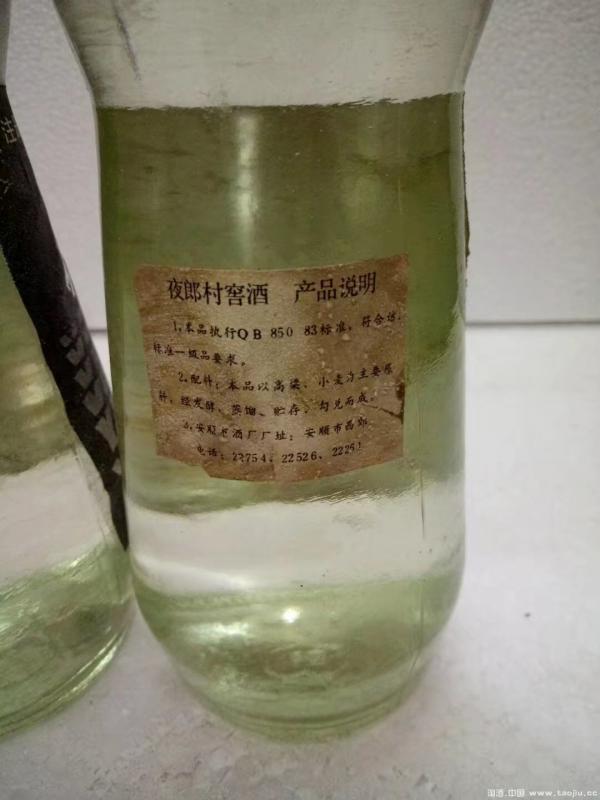 夜郎村窖酒 产品说明
1,本品执行QB 850 83标准，符合该
标准一级品要求。
2,配料：本品以高粱、小麦为主要原
料，经发酵、蒸馏、贮存、勾兑而成。
3,安顺市酒厂厂址：安顺市西郊
电话：22754、22526、2225
淘酒.中国 www.taojiu.cc